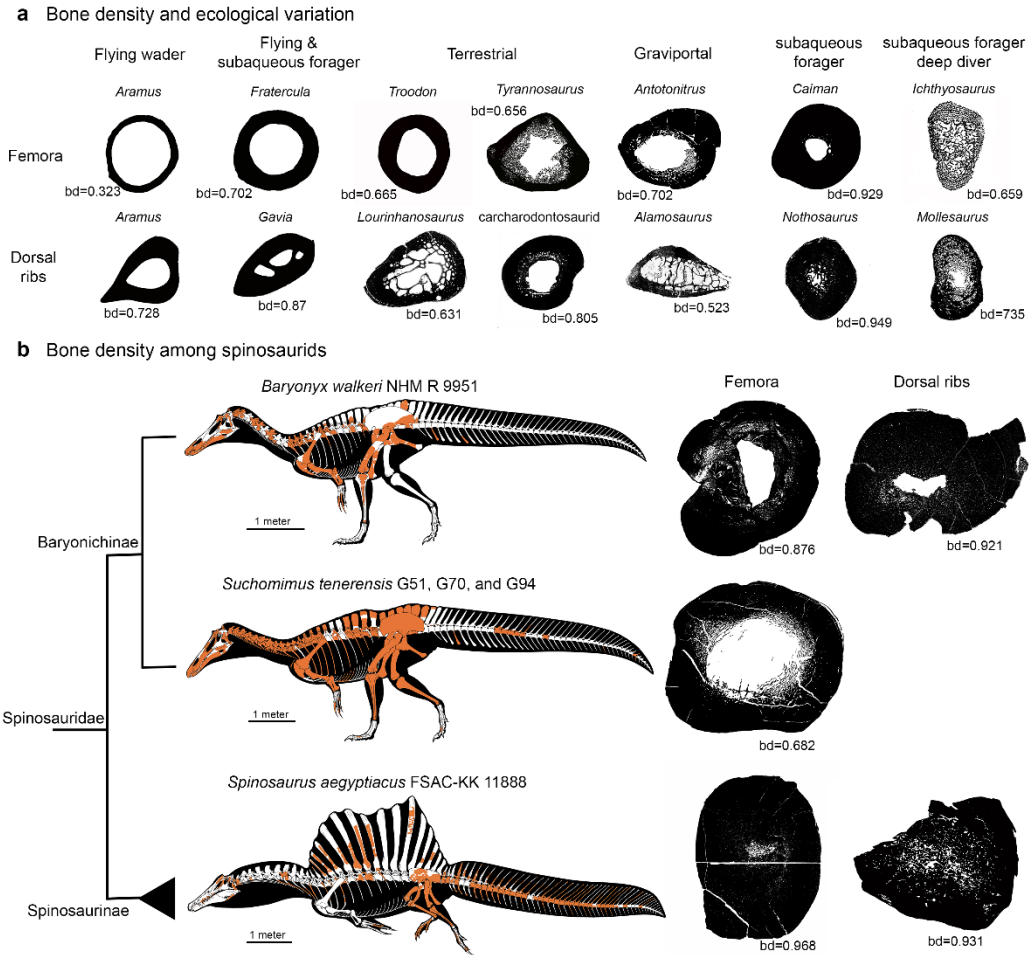 a Bone density and ecological variation
Flying wader
Flying &
subaqueous forager
Terrestrial
Graviportal
subaqueous
forager
subaqueous forager
deep diver
Femora
Aramus
bd=0.323
Fratercula
bd=0.702
Troodon
bd=0.665
Tyrannosaurus
bd=0.656
Antotonitrus
bd=0.702
Caiman
bd=0.929
Ichthyosaurus
bd=0.659
Dorsal
ribs
Aramus
bd=0.728
Gavia
bd=0.87
Lourinhanosaurus
bd=0.631
carcharodontosaurid
bd=0.805
Alamosaurus
bd=0.523
Nothosaurus
bd=0.949
Mollesaurus
bd=735
b Bone density among spinosaurids
Femora
Dorsal ribs
Baryonyx walkeri NHM R 9951
1 meter
bd=0.876
bd=0.921
Baryonichinae
Suchomimus tenerensis G51, G70, and G94
1 meter
bd=0.682
Spinosauridae
Spinosaurus aegyptiacus FSAC-KK 11888
1 meter
bd=0.968
bd=0.931
Spinosaurinae